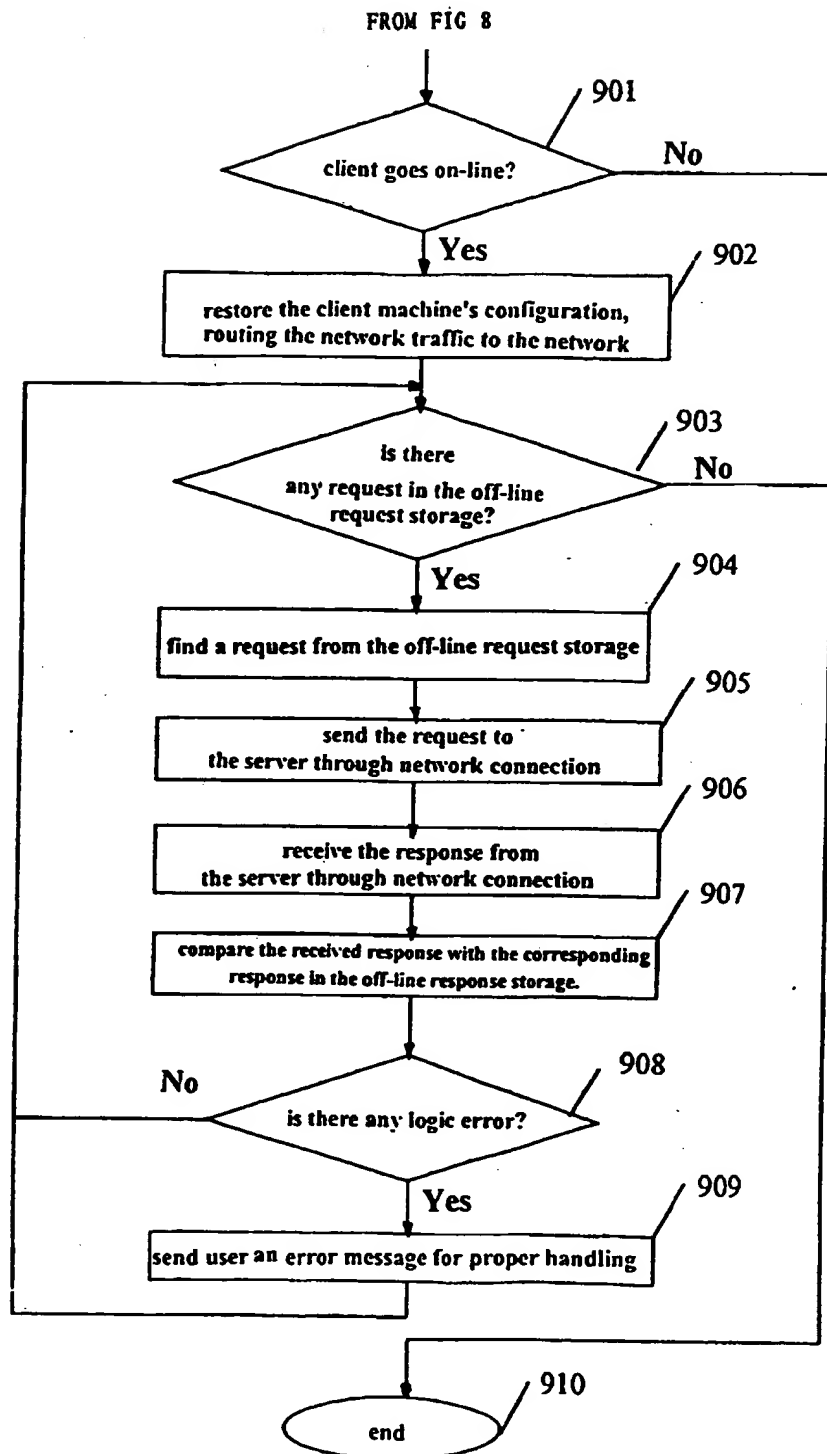 FROM FIG 8
901
client goes on-line?
No
Yes
902
restore the client machine's configuration,
routing the network traffic to the network
903
is there
any request in the off-line
request storage?
No
Yes
904
find a request from the off-line request storage
905
send the request to
the server through network connection
906
receive the response from
the server through network connection
907
compare the received response with the corresponding
response in the off-line response storage.
No
908
is there any logic error?
Yes
909
send user an error message for proper handling
910
end